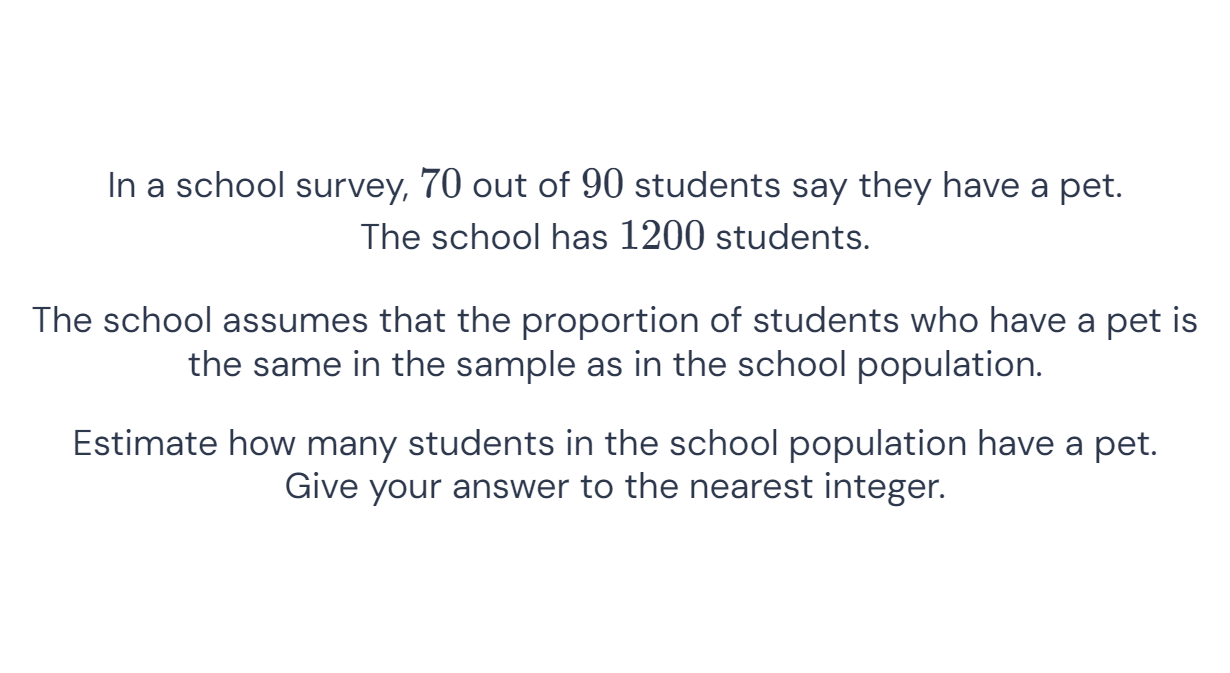 In a school survey, 70 out of 90 students say they have a pet.
The school has 1200 students.
The school assumes that the proportion of students who have a pet is
the same in the sample as in the school population.
Estimate how many students in the school population have a pet.
Give your answer to the nearest integer.